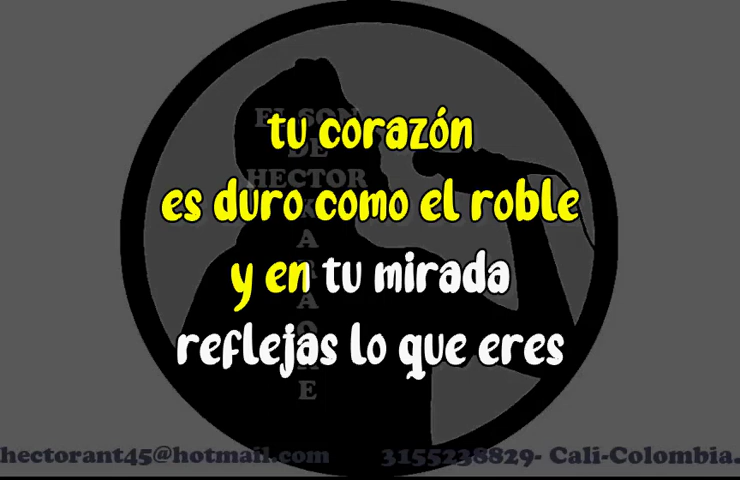 EL SON
DE
HECTOR
KARAOKE
tu corazón
es duro como el roble
y en tu mirada
reflejas lo que eres
hectorant45@hotmail.com 3155238829- Cali-Colombia.